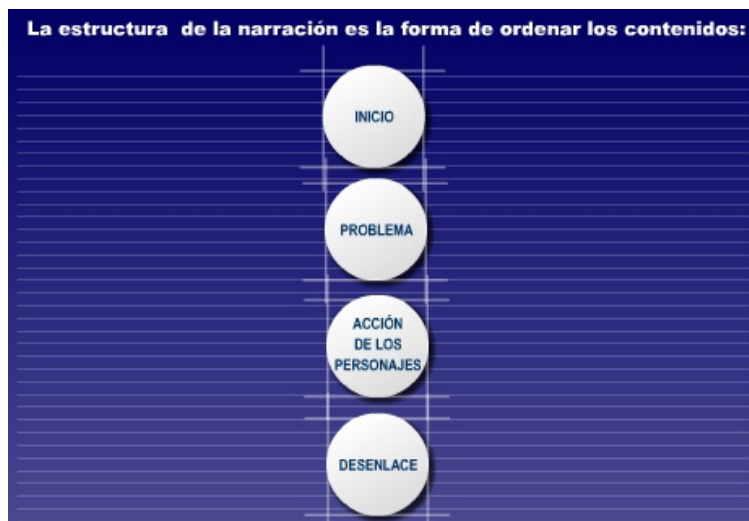 La estructura de la narración es la forma de ordenar los contenidos:
INICIO
PROBLEMA
ACCIÓN
DE LOS
PERSONAJES
DESENLACE